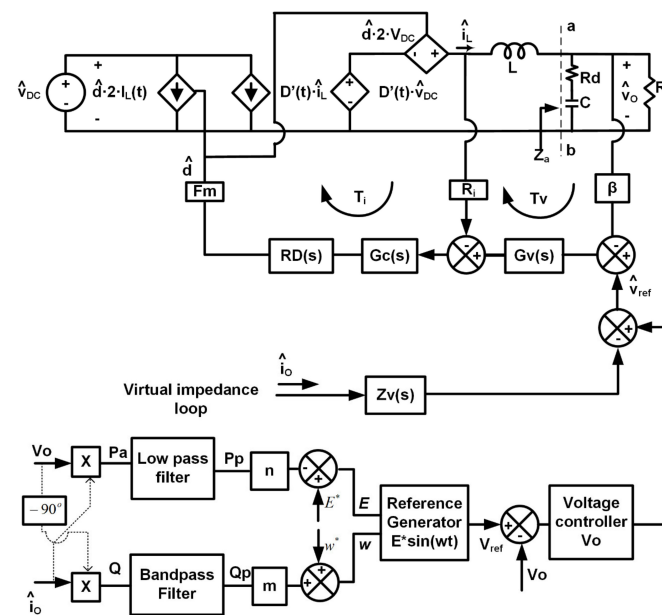 a
d̂·2·V_DC
î_L
- +
L
Rd
C
R
+
v̂_O
-
v̂_DC
+
-
+
-
d̂·2·I_L(t)
D'(t)·î_L
+
-
D'(t)·v̂_DC
Z_a
b
d̂
Fm
T_i
R_i
T_v
β
RD(s)
Gc(s)
-
+
Gv(s)
-
+
v̂_ref
+
-
î_O
Virtual impedance
loop
Zv(s)
Vo
X
Pa
Low pass
filter
Pp
n
-
+
E*
E
−90°
Reference
Generator
E*sin(wt)
V_ref
+
-
Vo
Voltage
controller
Vo
w*
w
î_O
X
Q
Bandpass
Filter
Qp
m
+
+